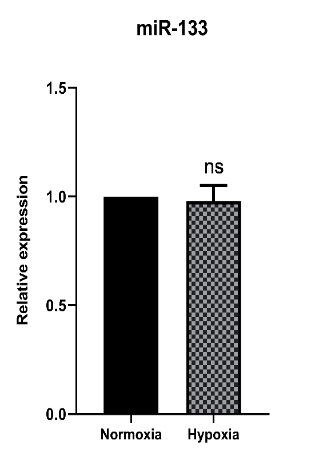 miR-133
1.5
ns
1.0
Relative expression
0.5
0.0
Normoxia Hypoxia